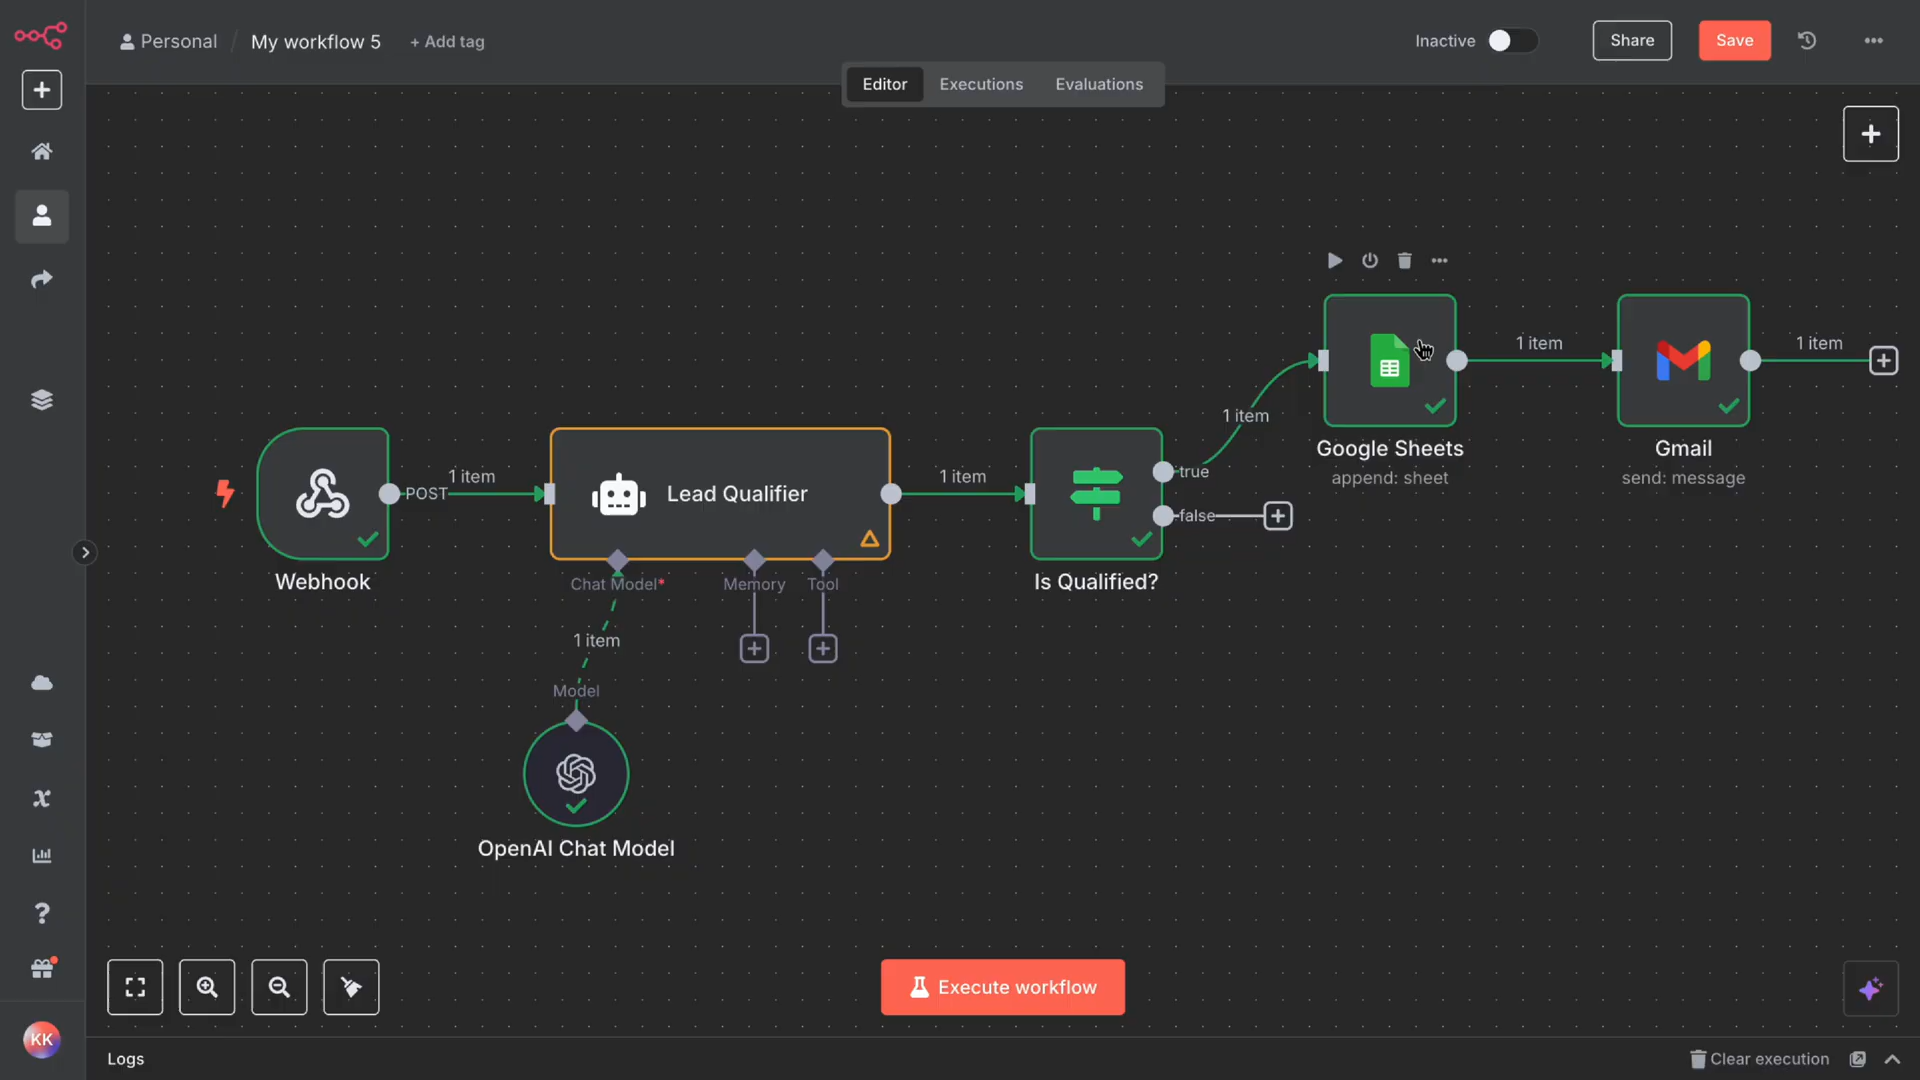 Personal / My workflow 5 + Add tag
Inactive
Share
Save
Editor Executions Evaluations
1 item
1 item
1 item
Google Sheets
append: sheet
Gmail
send: message
1 item
POST
Lead Qualifier
1 item
true
false
Webhook
Chat Model*
Memory
Tool
Is Qualified?
1 item
Model
OpenAI Chat Model
Execute workflow
KK
Logs
Clear execution